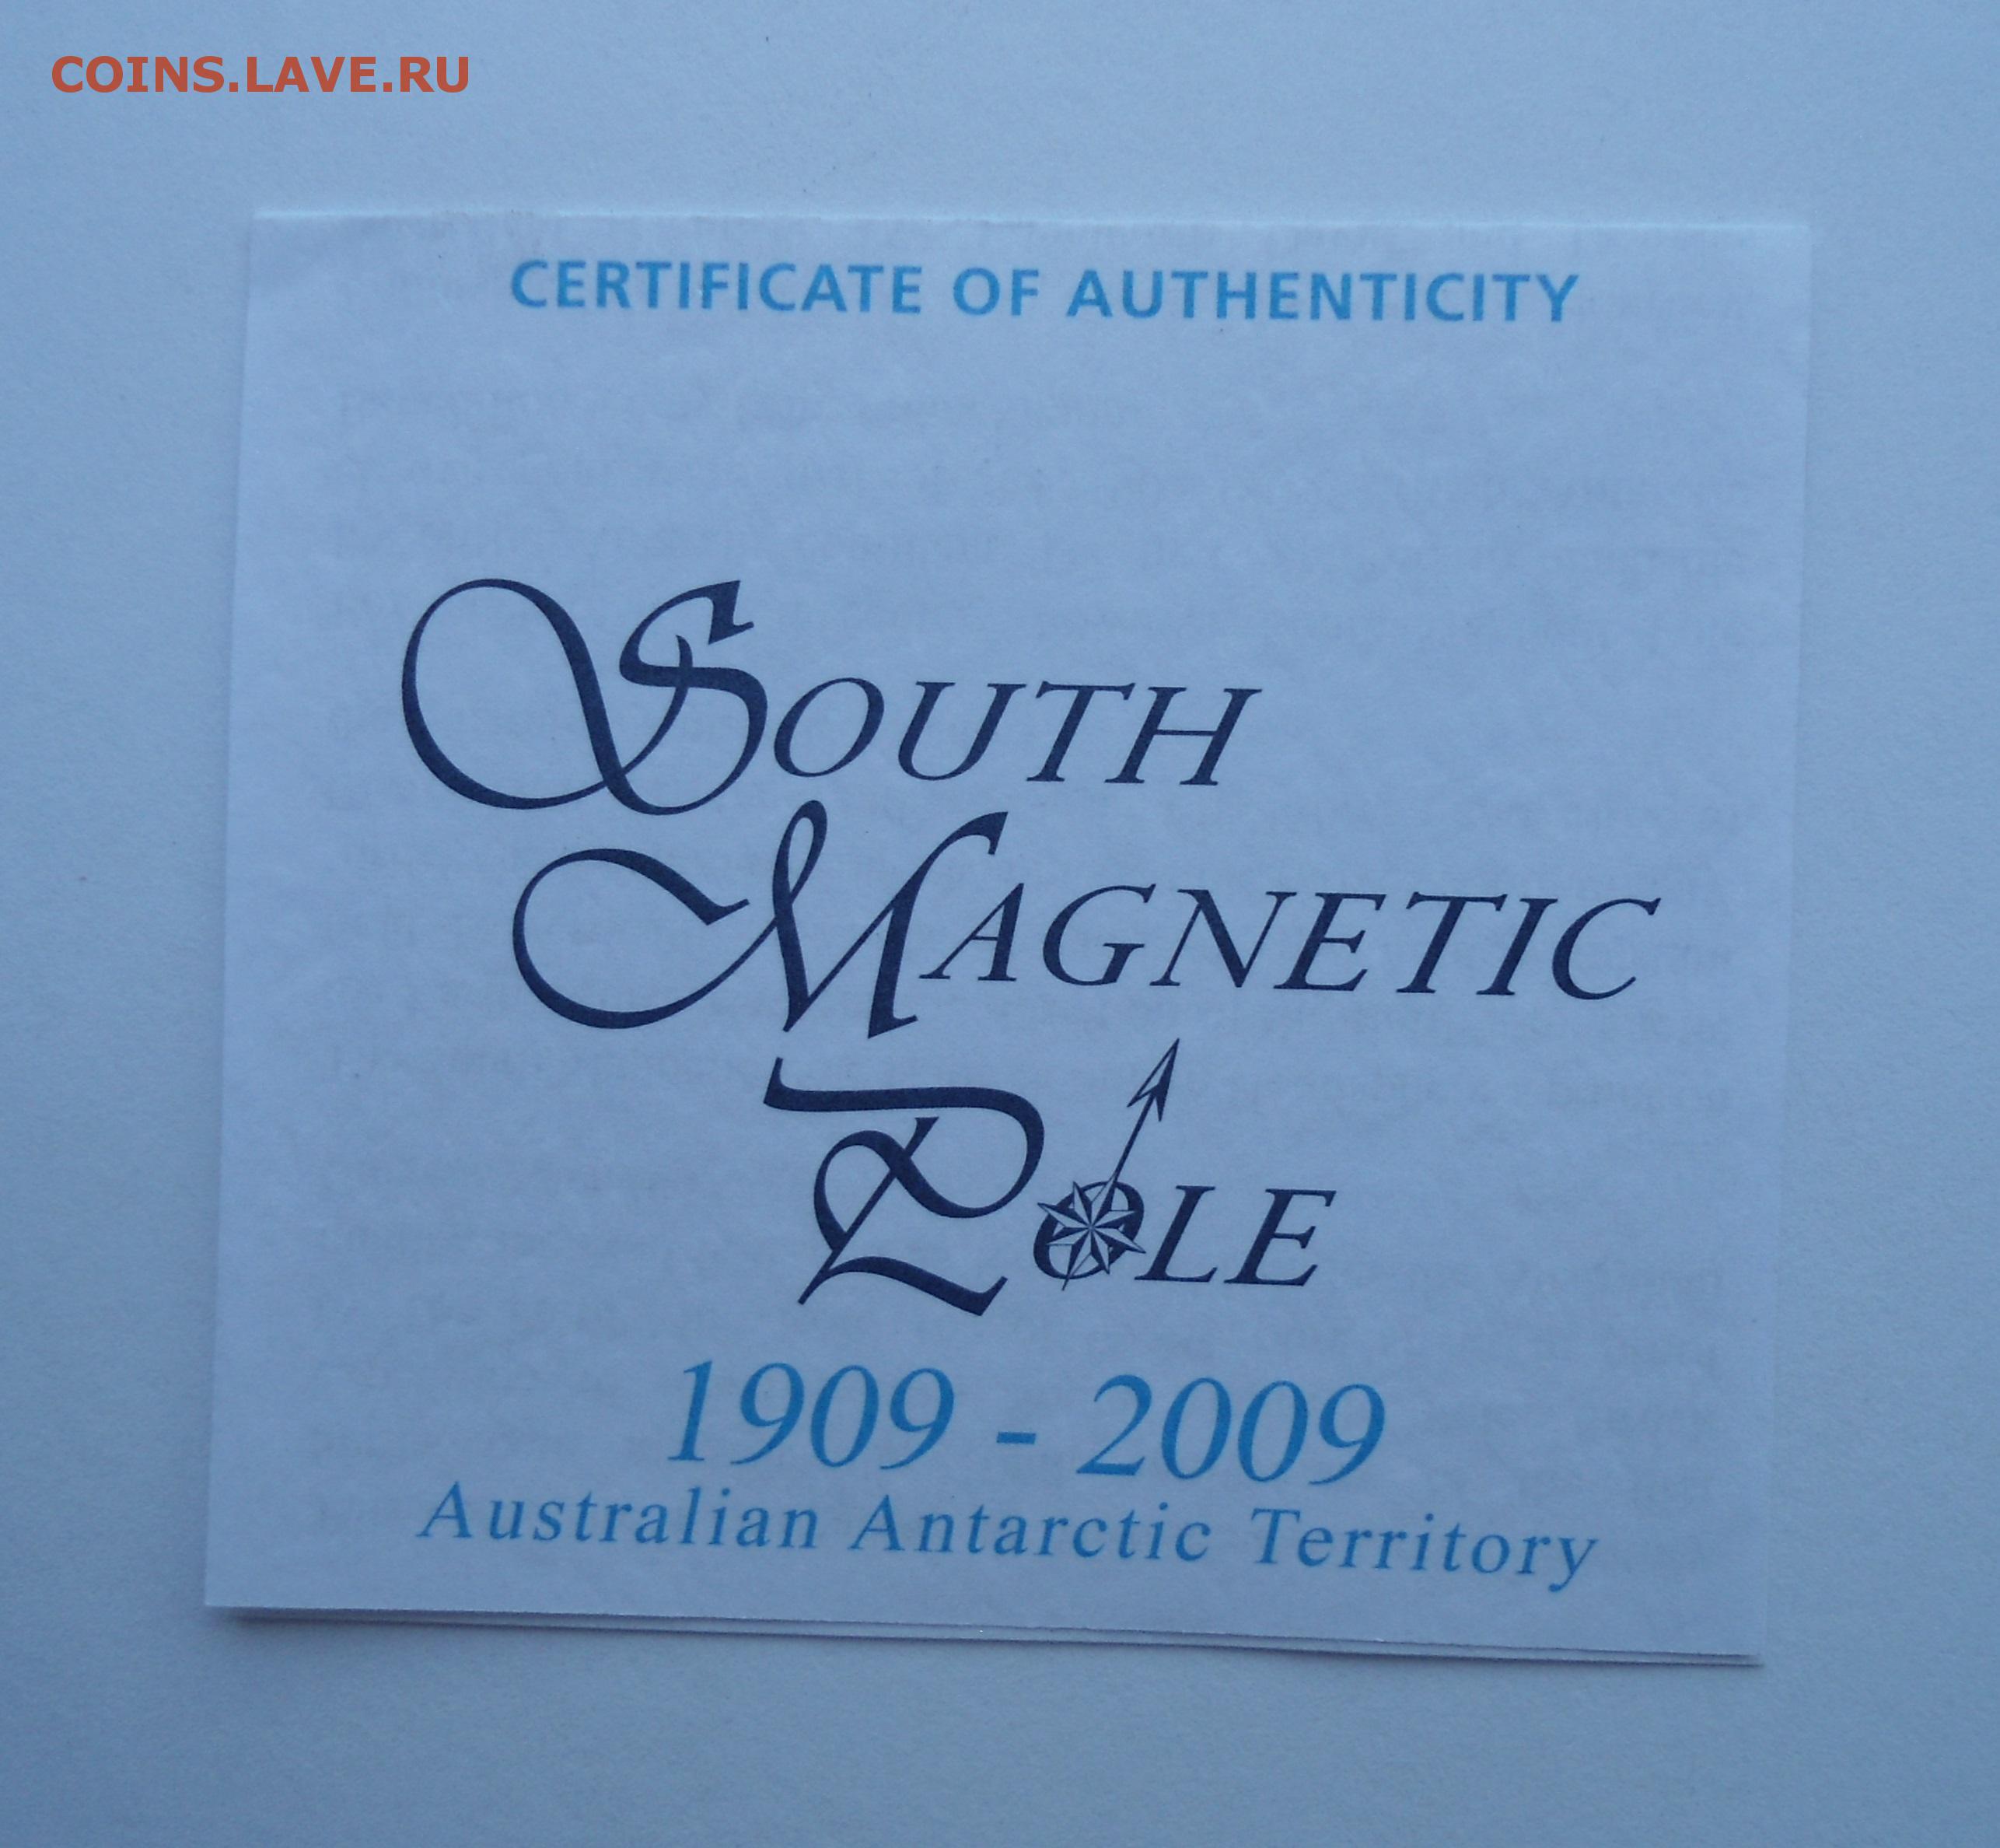 COINS.LAVE.RU
CERTIFICATE OF AUTHENTICITY
SOUTH
MAGNETIC
POLE
1909 - 2009
Australian Antarctic Territory